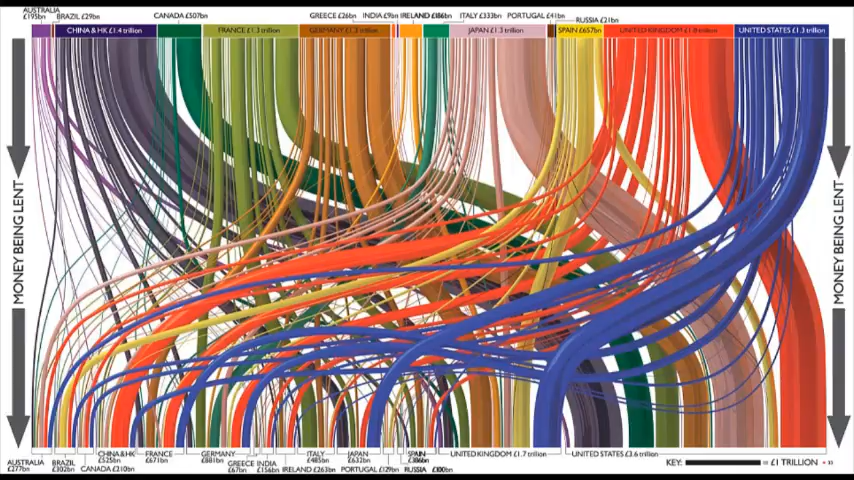 AUSTRALIA
£195bn
BRAZIL £29bn
CANADA £507bn
GREECE £26bn
INDIA £9bn
IRELAND £186bn
ITALY £333bn
PORTUGAL £41bn
RUSSIA £21bn
CHINA & HK £1.4 trillion
FRANCE £1.3 trillion
GERMANY £1.3 trillion
JAPAN £1.3 trillion
SPAIN £657bn
UNITED KINGDOM £1.8 trillion
UNITED STATES £1.3 trillion
MONEY BEING LENT
MONEY BEING LENT
AUSTRALIA
£277bn
BRAZIL
£302bn
CHINA & HK
£525bn
CANADA £210bn
FRANCE
£671bn
GERMANY
£881bn
GREECE
£67bn
INDIA
£156bn
IRELAND £263bn
ITALY
£485bn
JAPAN
£632bn
PORTUGAL £129bn
SPAIN
£386bn
RUSSIA £100bn
UNITED KINGDOM £1.7 trillion
UNITED STATES £3.6 trillion
KEY:
£1 TRILLION